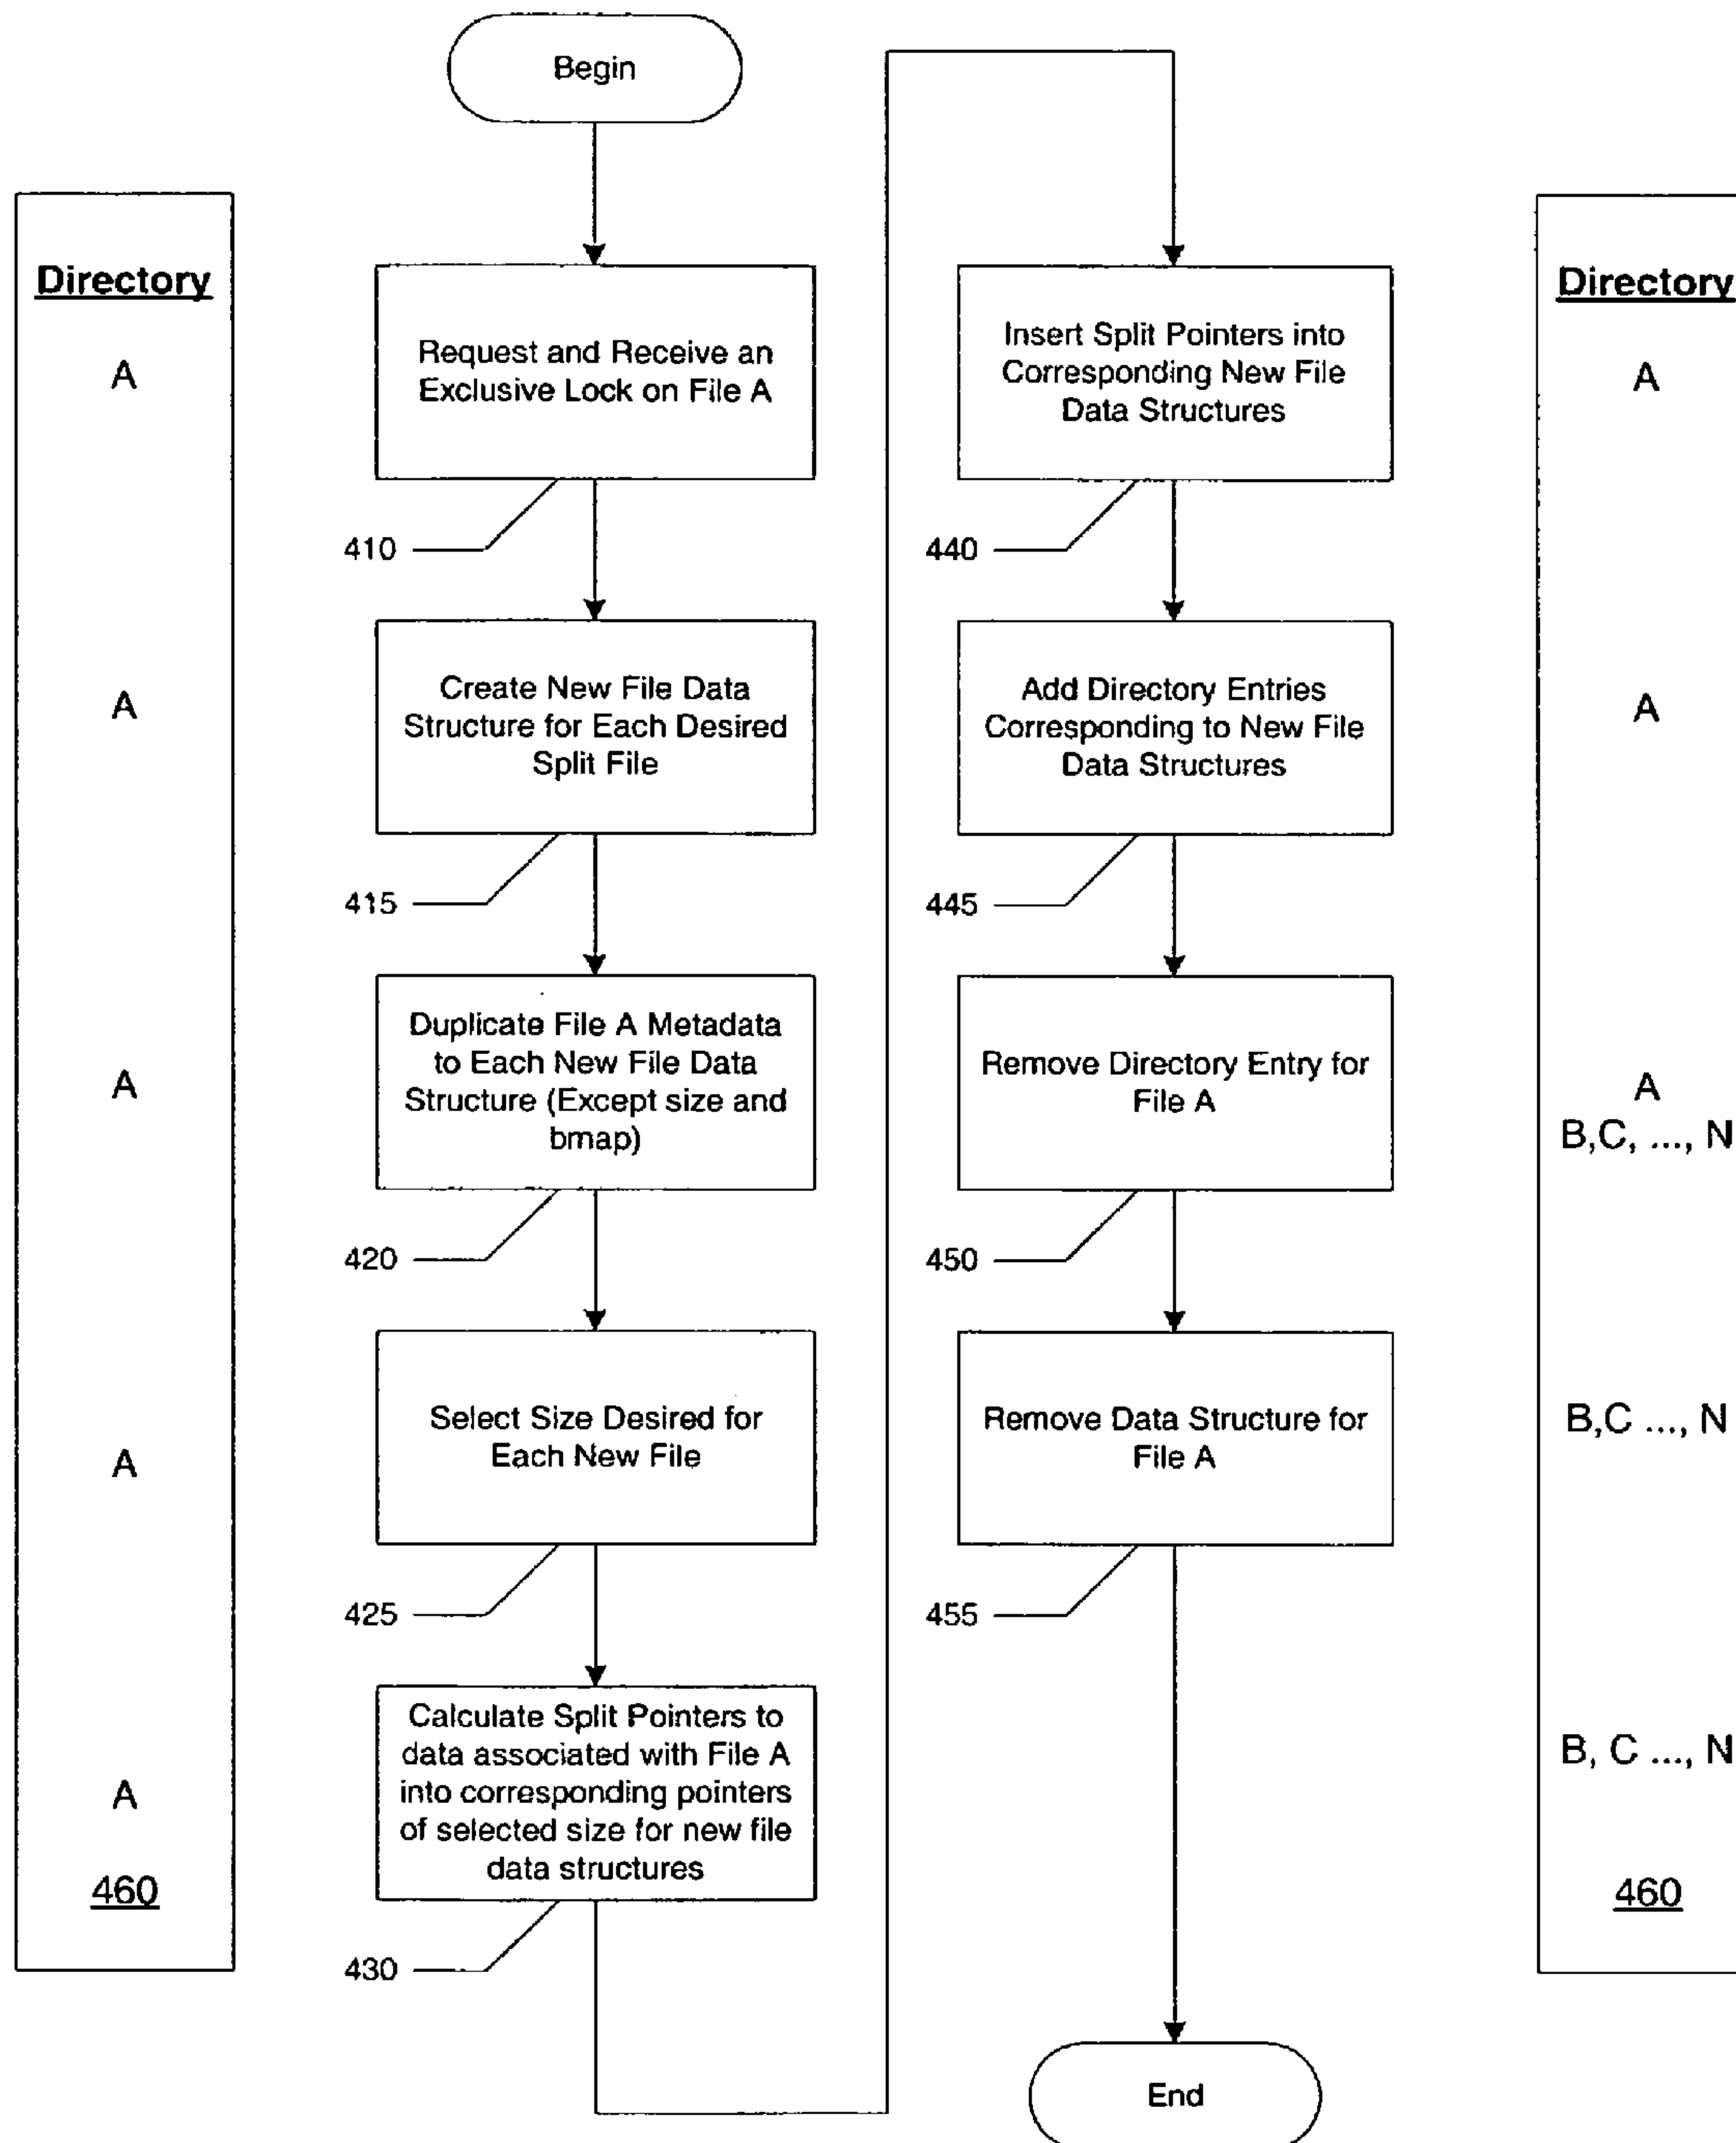 Begin
Directory
A
A
A
A
A
460
Request and Receive an
Exclusive Lock on File A
410
Create New File Data
Structure for Each Desired
Split File
415
Duplicate File A Metadata
to Each New File Data
Structure (Except size and
bmap)
420
Select Size Desired for
Each New File
425
Calculate Split Pointers to
data associated with File A
into corresponding pointers
of selected size for new file
data structures
430
Insert Split Pointers into
Corresponding New File
Data Structures
440
Add Directory Entries
Corresponding to New File
Data Structures
445
Remove Directory Entry for
File A
450
Remove Data Structure for
File A
455
End
Directory
A
A
A
B,C, ..., N
B,C ..., N
B, C ..., N
460